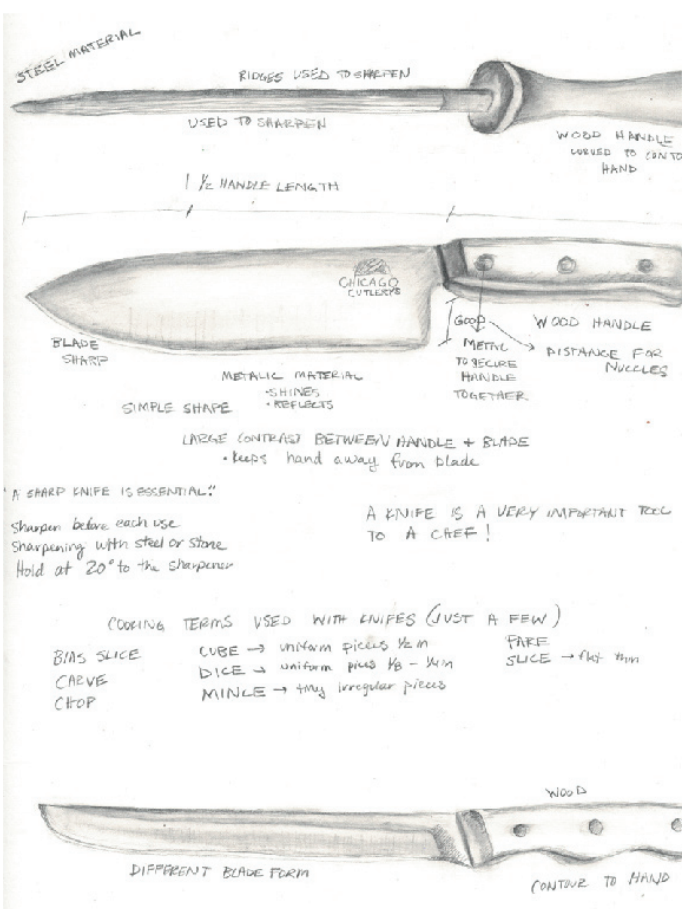 STEEL MATERIAL
RIDGES USED TO SHARPEN
USED TO SHARPEN
WOOD HANDLE
CURVED TO CONTO
HAND
1 1/2 HANDLE LENGTH
CHICAGO
CUTLERY
BLADE
SHARP
GOOD
METAL
TO SECURE
HANDLE
TOGETHER
WOOD HANDLE
DISTANCE FOR
NUCCLES
METALIC MATERIAL
• SHINES
• REFLECTS
SIMPLE SHAPE
LARGE CONTRAST BETWEEN HANDLE + BLADE
• keeps hand away from blade
"A SHARP KNIFE IS ESSENTIAL"
Sharpen before each use
Sharpening with steel or stone
Hold at 20° to the sharpener
A KNIFE IS A VERY IMPORTANT TOOL
TO A CHEF!
COOKING TERMS USED WITH KNIFES (JUST A FEW)
BIAS SLICE
CARVE
CHOP
CUBE → uniform pieces 1/2 in
DICE → uniform pices 1/8 - 1/4 in
MINCE → tiny irregular pieces
PARE
SLICE → flat thin
WOOD
DIFFERENT BLADE FORM
CONTOUR TO HAND